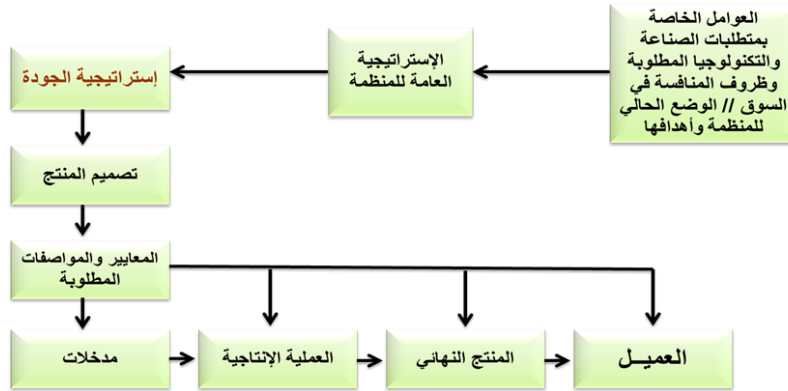 العوامل الخاصة
بمتطلبات الصناعة
والتكنولوجيا المطلوبة
وظروف المنافسة في
السوق // الوضع الحالي
للمنظمة وأهدافها
الإستراتيجية
العامة للمنظمة
إستراتيجية الجودة
تصميم المنتج
المعايير والمواصفات
المطلوبة
مدخلات
العملية الإنتاجية
المنتج النهائي
العميــل